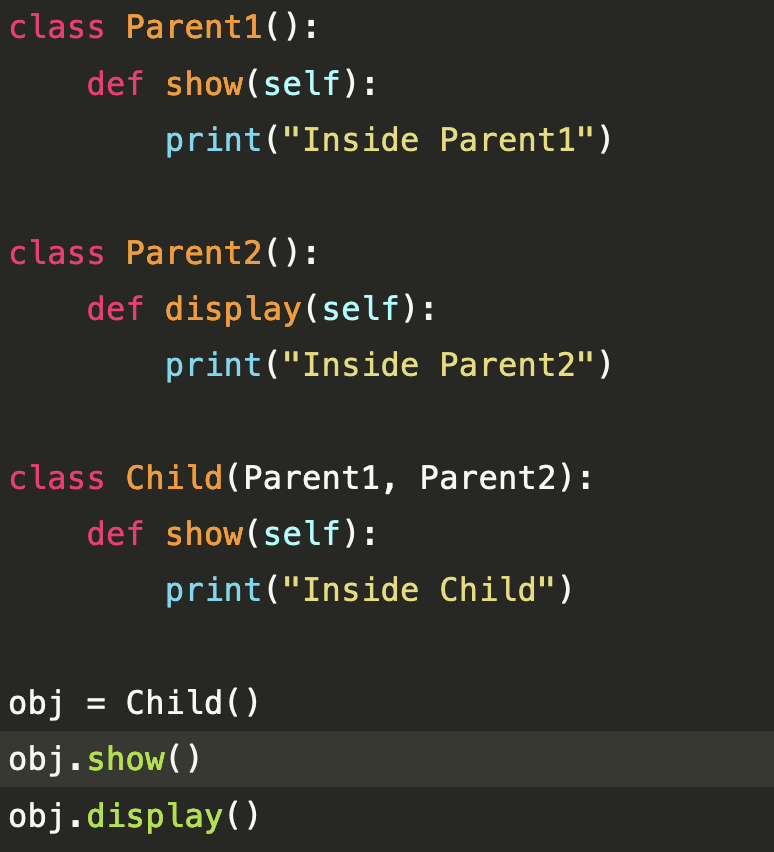 class Parent1():
    def show(self):
        print("Inside Parent1")

class Parent2():
    def display(self):
        print("Inside Parent2")

class Child(Parent1, Parent2):
    def show(self):
        print("Inside Child")

obj = Child()
obj.show()
obj.display()